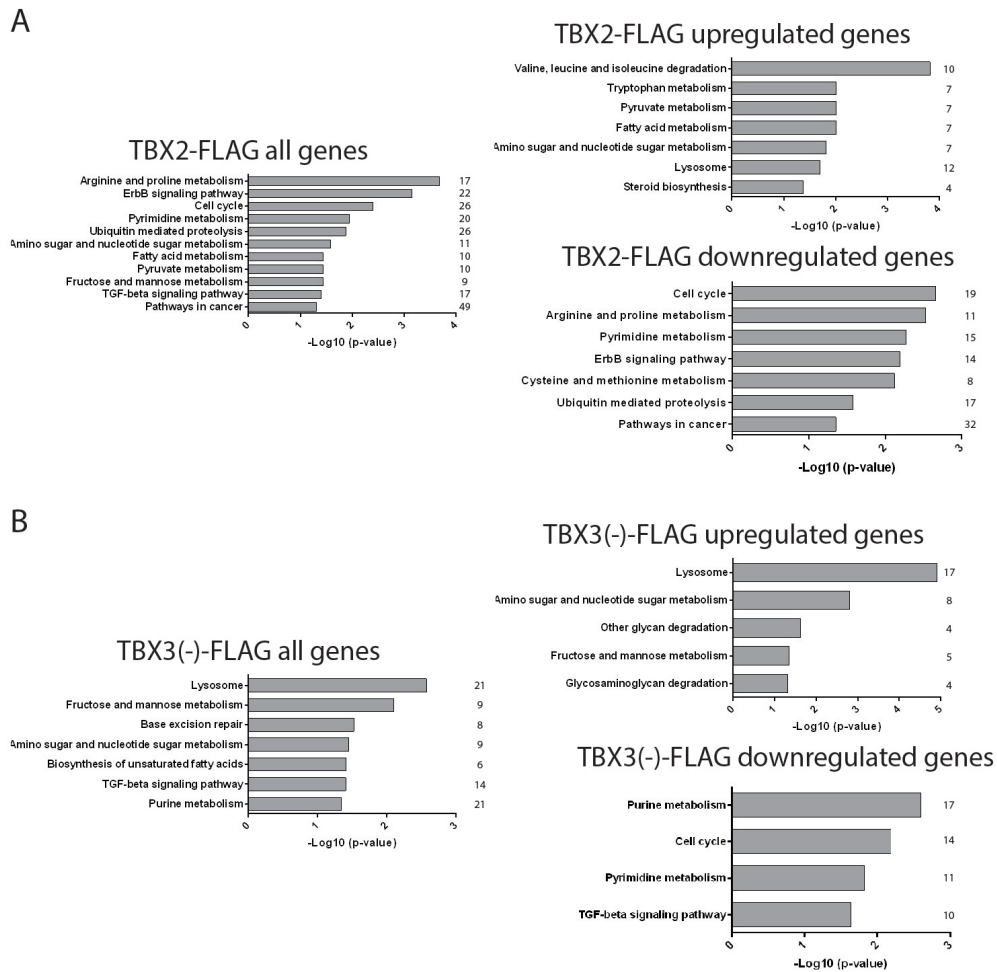 A
TBX2-FLAG all genes
Arginine and proline metabolism 17
ErbB signaling pathway 22
Cell cycle 26
Pyrimidine metabolism 20
Ubiquitin mediated proteolysis 26
Amino sugar and nucleotide sugar metabolism 11
Fatty acid metabolism 10
Pyruvate metabolism 10
Fructose and mannose metabolism 9
TGF-beta signaling pathway 17
Pathways in cancer 49
0 1 2 3 4
-Log10 (p-value)
TBX2-FLAG upregulated genes
Valine, leucine and isoleucine degradation 10
Tryptophan metabolism 7
Pyruvate metabolism 7
Fatty acid metabolism 7
Amino sugar and nucleotide sugar metabolism 7
Lysosome 12
Steroid biosynthesis 4
0 1 2 3 4
-Log10 (p-value)
TBX2-FLAG downregulated genes
Cell cycle 19
Arginine and proline metabolism 11
Pyrimidine metabolism 15
ErbB signaling pathway 14
Cysteine and methionine metabolism 8
Ubiquitin mediated proteolysis 17
Pathways in cancer 32
0 1 2 3
-Log10 (p-value)
B
TBX3(-)-FLAG all genes
Lysosome 21
Fructose and mannose metabolism 9
Base excision repair 8
Amino sugar and nucleotide sugar metabolism 9
Biosynthesis of unsaturated fatty acids 6
TGF-beta signaling pathway 14
Purine metabolism 21
0 1 2 3
-Log10 (p-value)
TBX3(-)-FLAG upregulated genes
Lysosome 17
Amino sugar and nucleotide sugar metabolism 8
Other glycan degradation 4
Fructose and mannose metabolism 5
Glycosaminoglycan degradation 4
0 1 2 3 4 5
-Log10 (p-value)
TBX3(-)-FLAG downregulated genes
Purine metabolism 17
Cell cycle 14
Pyrimidine metabolism 11
TGF-beta signaling pathway 10
0 1 2 3
-Log10 (p-value)